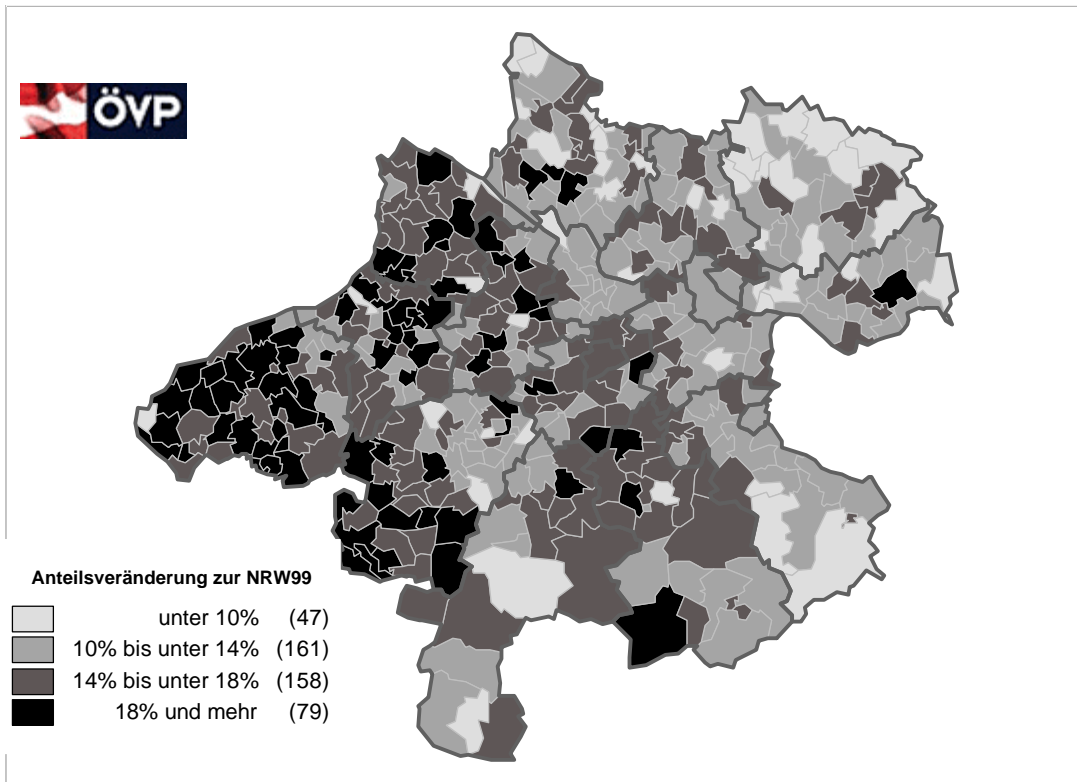 ÖVP
Anteilsveränderung zur NRW99
unter 10% (47)
10% bis unter 14% (161)
14% bis unter 18% (158)
18% und mehr (79)